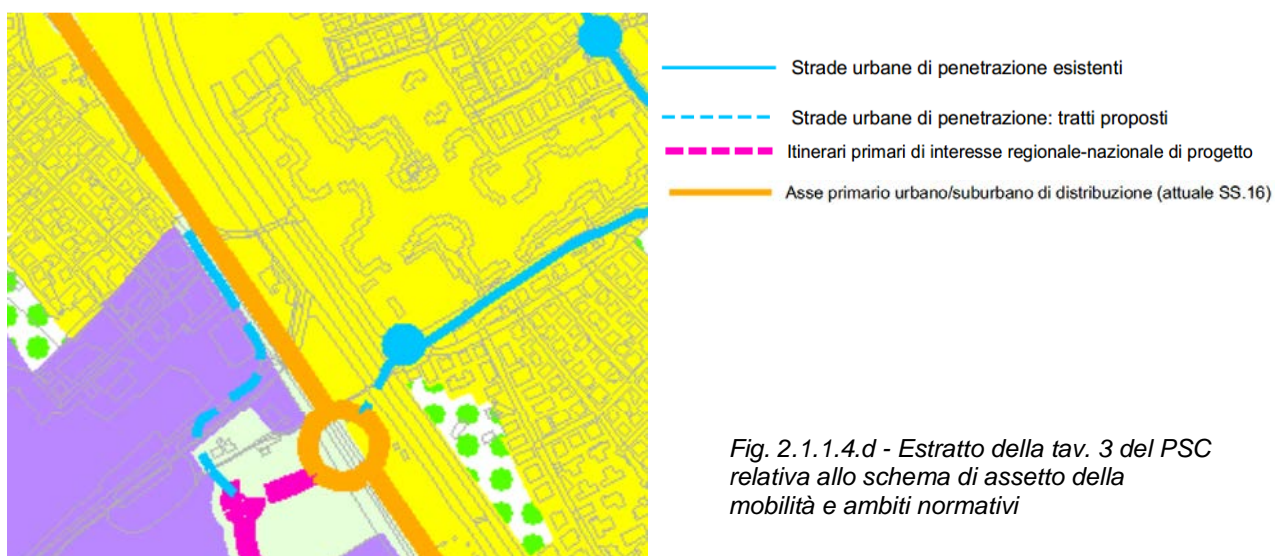 Strade urbane di penetrazione esistenti
Strade urbane di penetrazione: tratti proposti
Itinerari primari di interesse regionale-nazionale di progetto
Asse primario urbano/suburbano di distribuzione (attuale SS.16)
Fig. 2.1.1.4.d - Estratto della tav. 3 del PSC
relativa allo schema di assetto della
mobilità e ambiti normativi